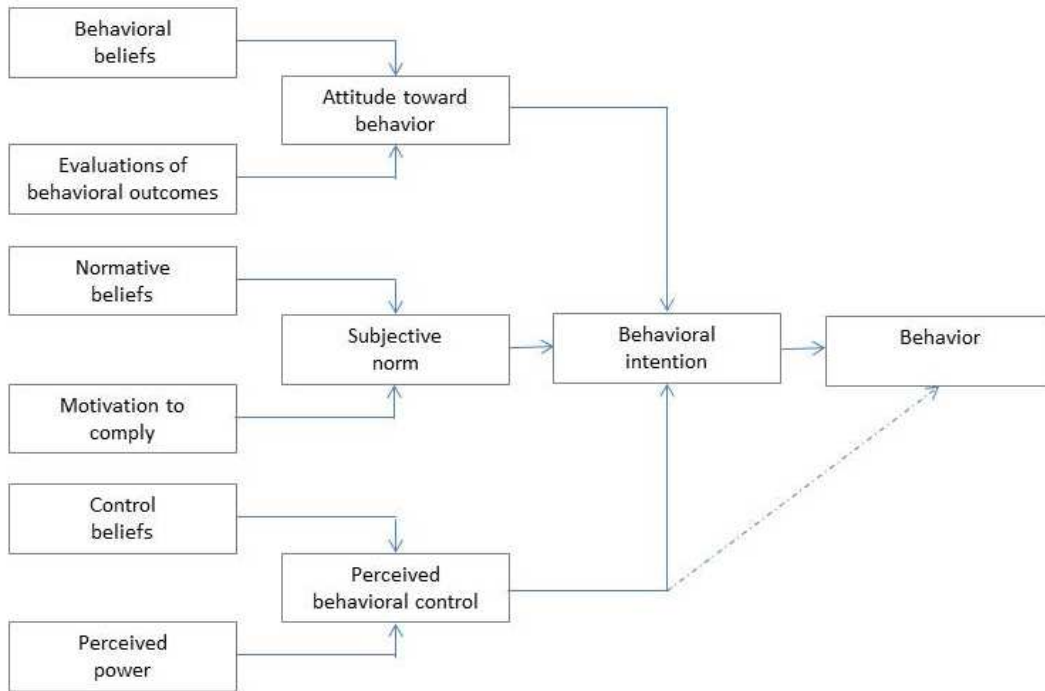 Behavioral
beliefs
Attitude toward
behavior
Evaluations of
behavioral outcomes
Normative
beliefs
Subjective
norm
Motivation to
comply
Behavioral
intention
Behavior
Control
beliefs
Perceived
behavioral control
Perceived
power